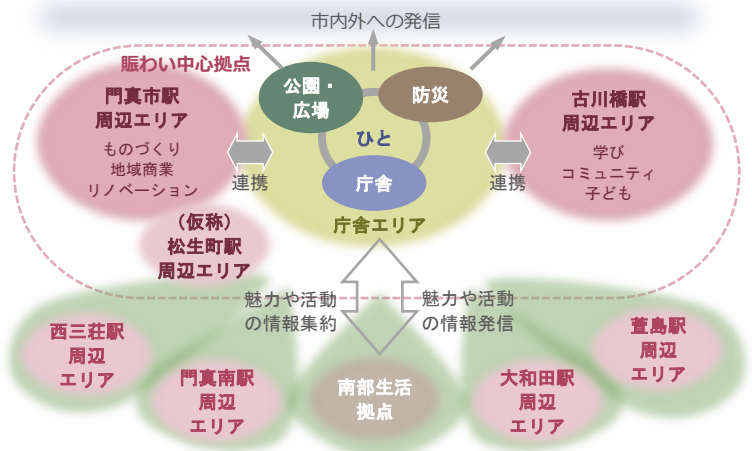 市内外への発信
賑わい中心拠点
門真市駅
周辺エリア
ものづくり
地域商業
リノベーション
公園・
広場
防災
ひと
庁舎
庁舎エリア
連携
連携
古川橋駅
周辺エリア
学び
コミュニティ
子ども
（仮称）
松生町駅
周辺エリア
魅力や活動
の情報集約
魅力や活動
の情報発信
西三荘駅
周辺
エリア
門真南駅
周辺
エリア
南部生活
拠点
大和田駅
周辺
エリア
萱島駅
周辺
エリア